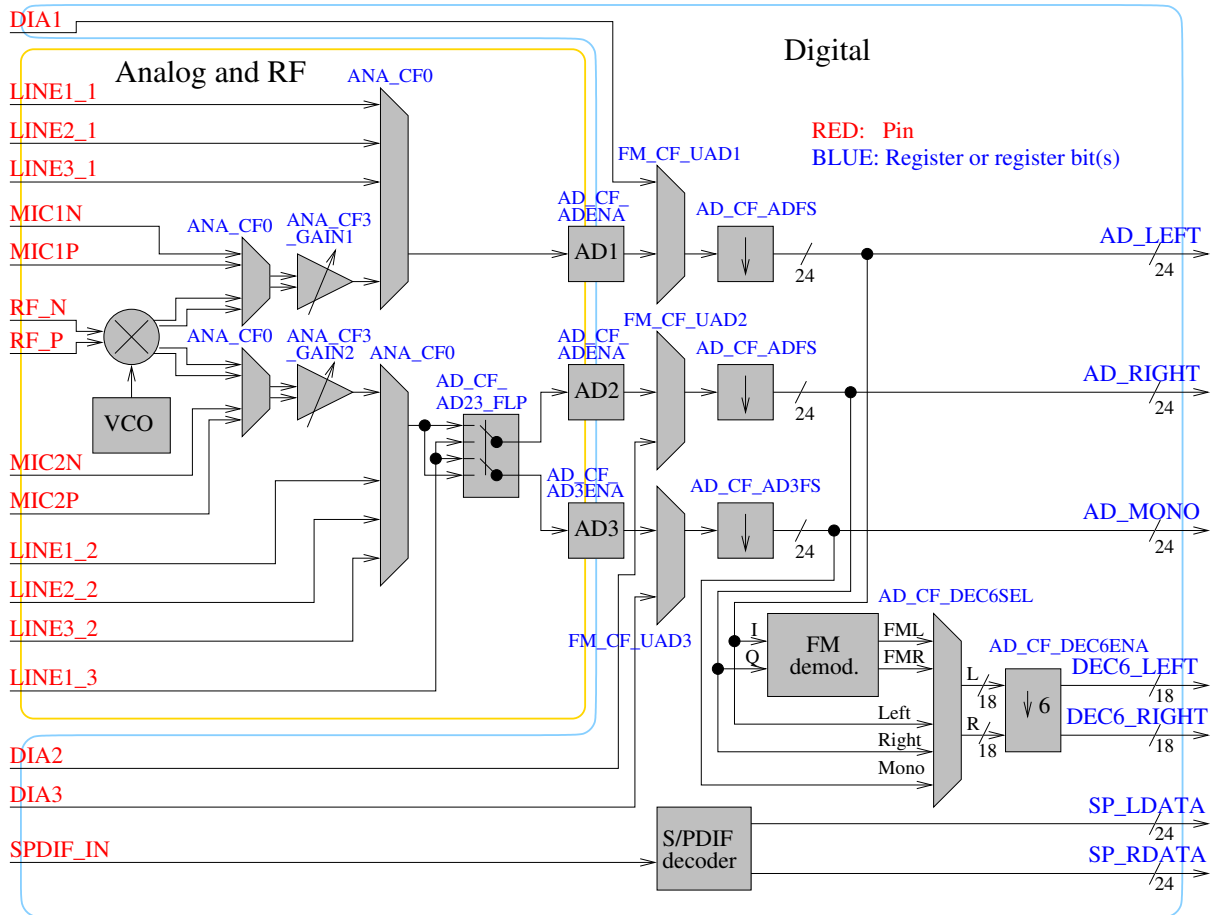 DIA1
Digital
Analog and RF
ANA_CF0
LINE1_1
LINE2_1
LINE3_1
RED: Pin
BLUE: Register or register bit(s)
FM_CF_UAD1
MIC1N
MIC1P
ANA_CF0
ANA_CF3
_GAIN1
AD_CF_
ADENA
AD1
AD_CF_ADFS
24
AD_LEFT
24
RF_N
RF_P
VCO
ANA_CF0
ANA_CF3
_GAIN2
ANA_CF0
AD_CF_
AD23_FLP
AD_CF_
ADENA
AD2
FM_CF_UAD2
AD_CF_ADFS
24
AD_RIGHT
24
MIC2N
MIC2P
AD_CF_
AD3ENA
AD3
AD_CF_AD3FS
24
AD_MONO
24
LINE1_2
LINE2_2
LINE3_2
LINE1_3
FM_CF_UAD3
AD_CF_DEC6SEL
I
Q
FM
demod.
FML
FMR
Left
Right
Mono
L
18
R
18
AD_CF_DEC6ENA
6
DEC6_LEFT
18
DEC6_RIGHT
18
DIA2
DIA3
SPDIF_IN
S/PDIF
decoder
SP_LDATA
24
SP_RDATA
24